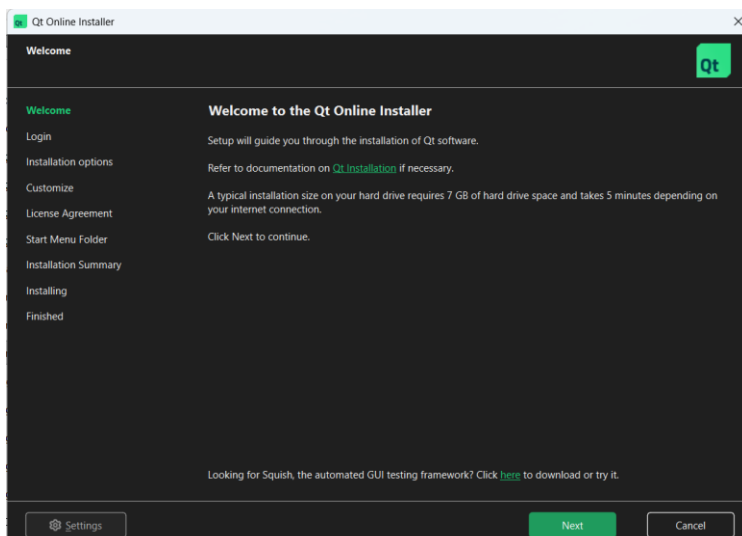 Qt Online Installer
Welcome
Qt
Welcome
Login
Installation options
Customize
License Agreement
Start Menu Folder
Installation Summary
Installing
Finished
Welcome to the Qt Online Installer
Setup will guide you through the installation of Qt software.
Refer to documentation on Qt Installation if necessary.
A typical installation size on your hard drive requires 7 GB of hard drive space and takes 5 minutes depending on
your internet connection.
Click Next to continue.
Looking for Squish, the automated GUI testing framework? Click here to download or try it.
Settings
Next
Cancel